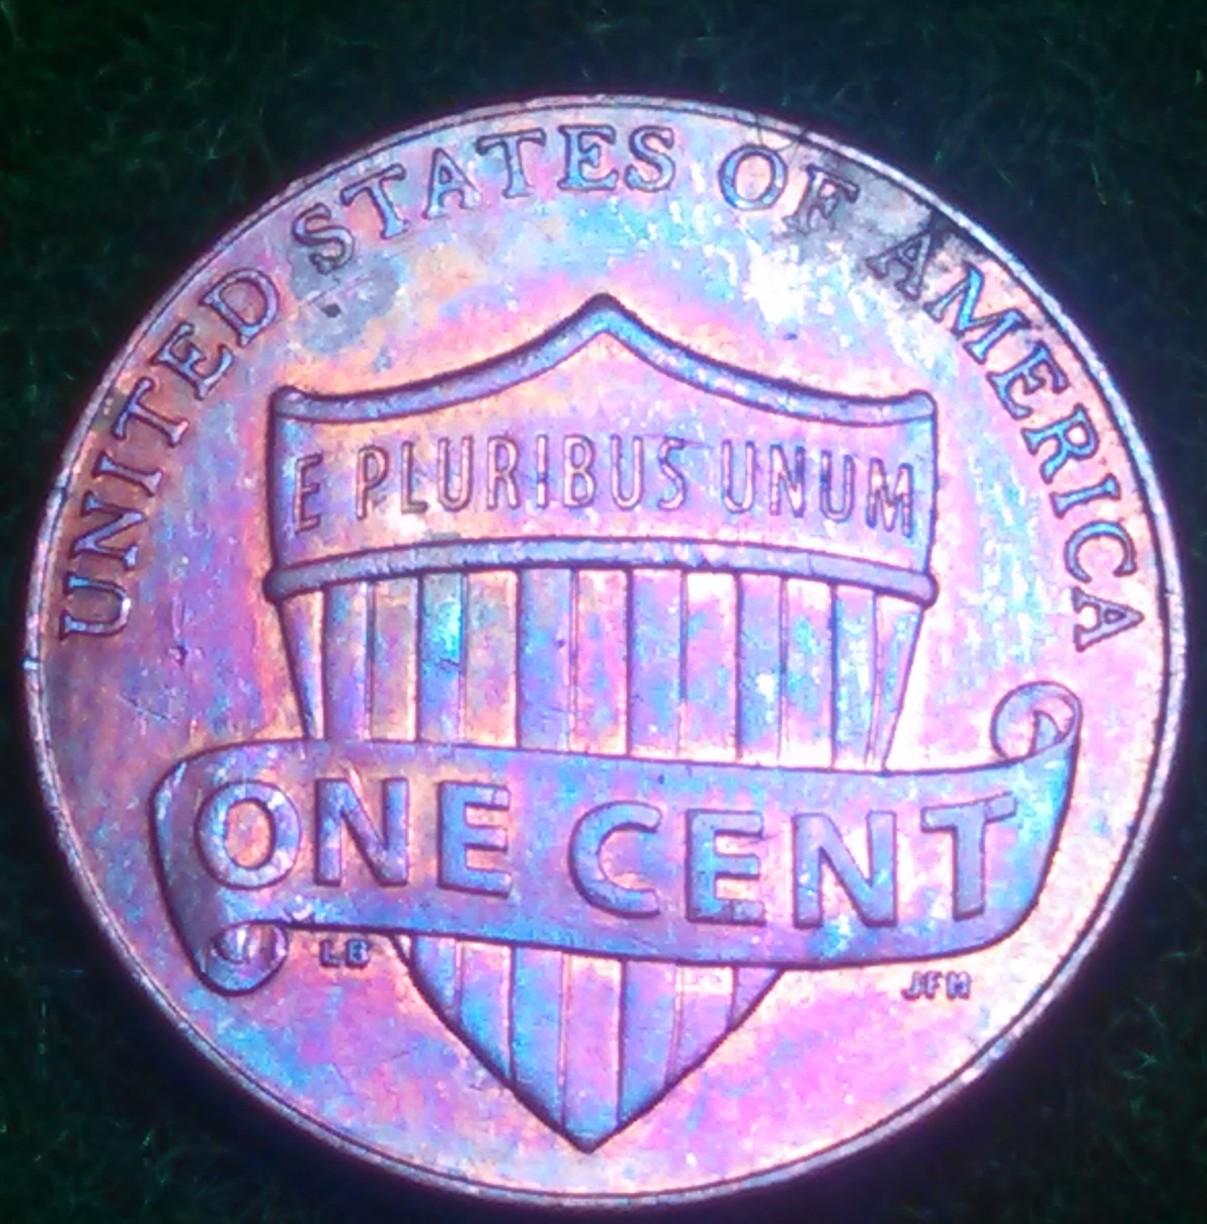 UNITED STATES OF AMERICA
E PLURIBUS UNUM
ONE CENT
LB
JFM